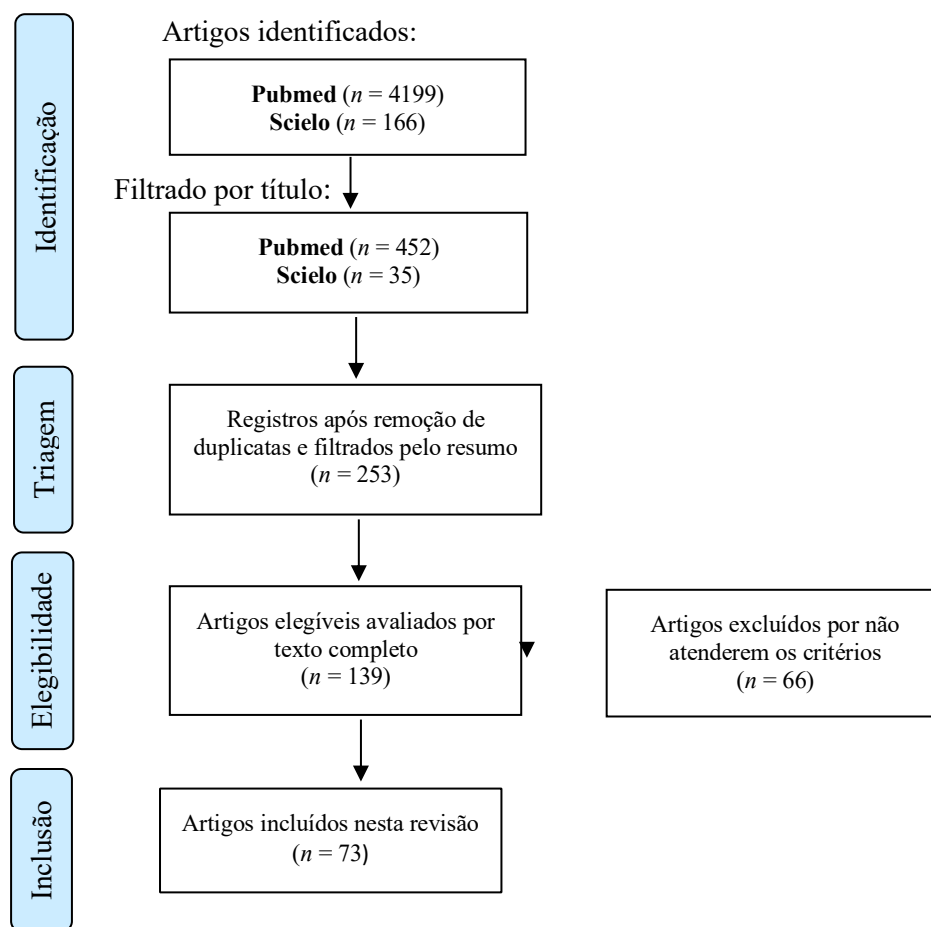 Identificação
Artigos identificados:
Pubmed (n = 4199)
Scielo (n = 166)
Filtrado por título:
Pubmed (n = 452)
Scielo (n = 35)
Triagem
Registros após remoção de
duplicatas e filtrados pelo resumo
(n = 253)
Elegibilidade
Artigos elegíveis avaliados por
texto completo
(n = 139)
Artigos excluídos por não
atenderem os critérios
(n = 66)
Inclusão
Artigos incluídos nesta revisão
(n = 73)